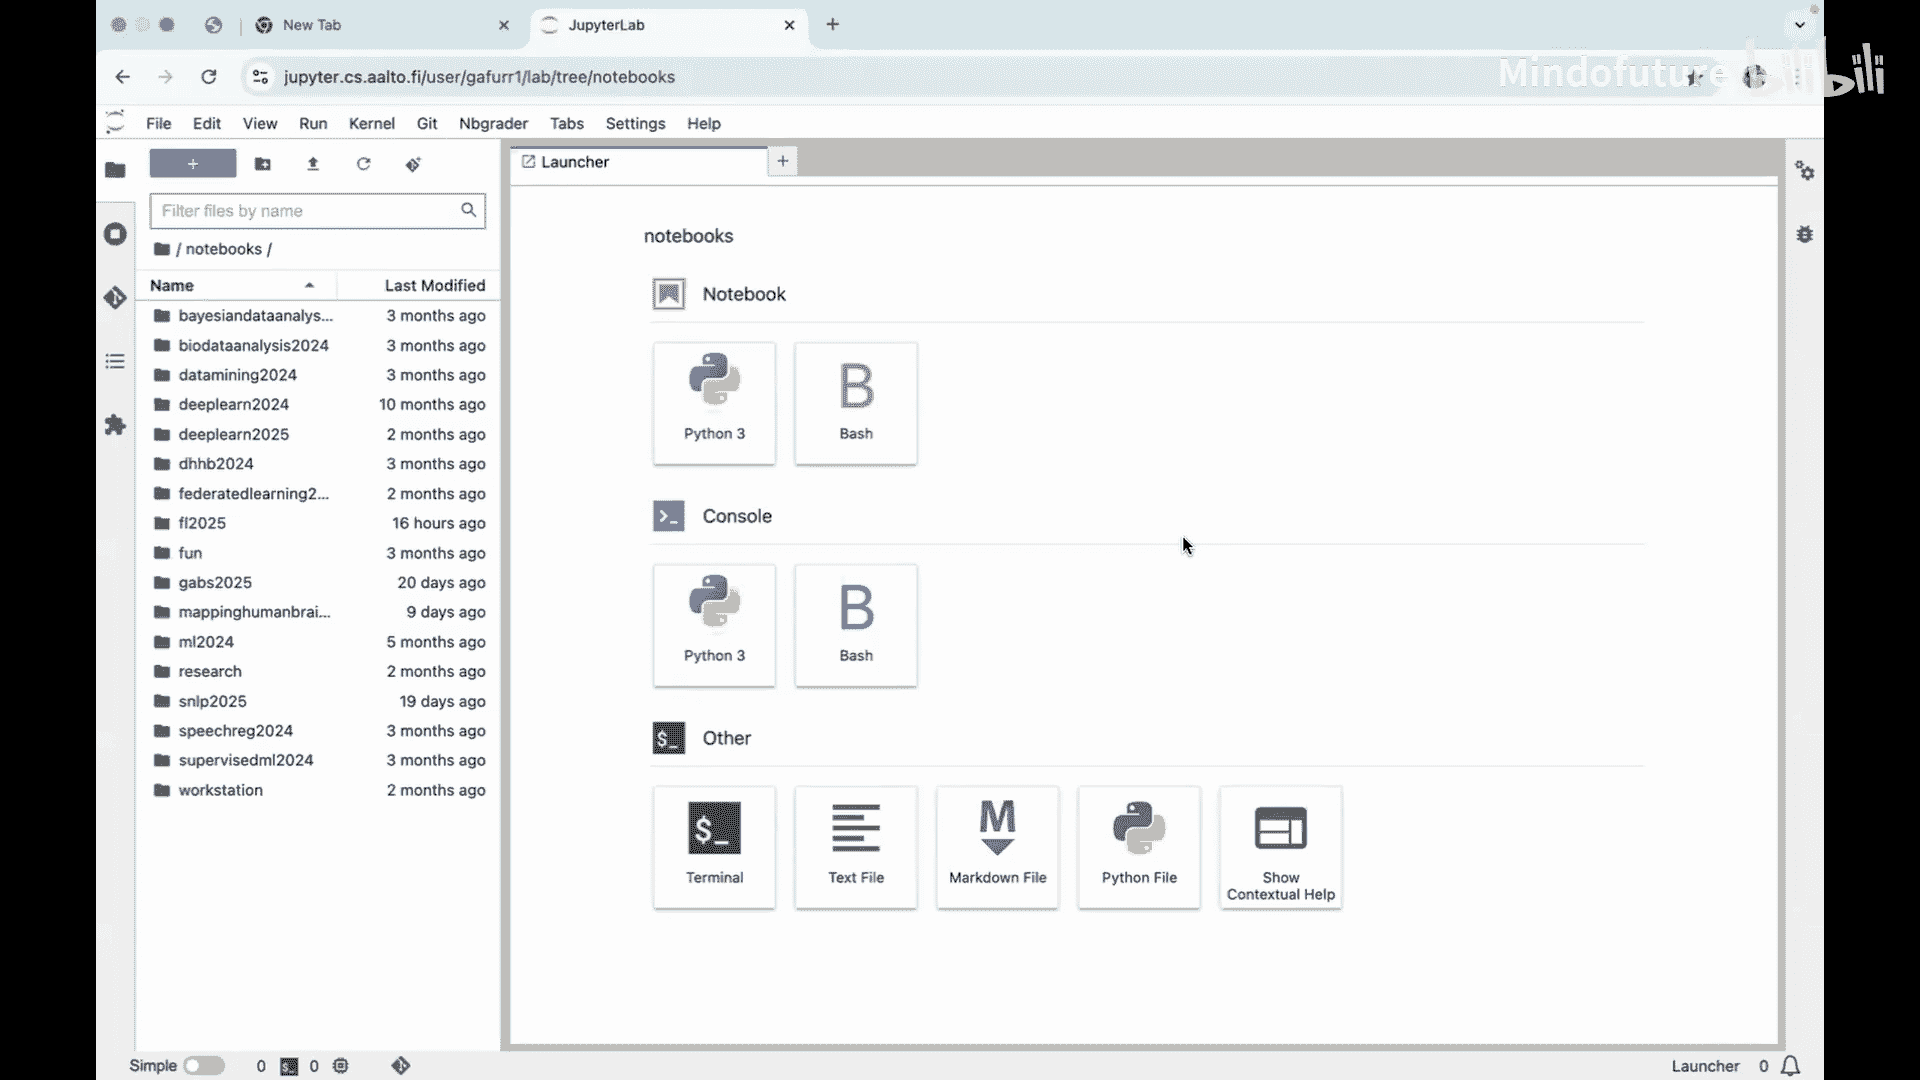 New Tab
JupyterLab
jupyter.cs.aalto.fi/user/gafurr1/lab/tree/notebooks
Mindofuture
bilibili
File Edit View Run Kernel Git Nbgrader Tabs Settings Help
+
Launcher
+
Filter files by name
/ notebooks /
Name Last Modified
bayesiandataanalys... 3 months ago
biodataanalysis2024 3 months ago
datamining2024 3 months ago
deeplearn2024 10 months ago
deeplearn2025 2 months ago
dhhb2024 3 months ago
federatedlearning2... 2 months ago
fl2025 16 hours ago
fun 3 months ago
gabs2025 20 days ago
mappinghumanbrai... 9 days ago
ml2024 5 months ago
research 2 months ago
snlp2025 19 days ago
speechreg2024 3 months ago
supervisedml2024 3 months ago
workstation 2 months ago
notebooks
Notebook
Python 3
B
Bash
>_ Console
Python 3
B
Bash
$_ Other
$_
Terminal
Text File
M
Markdown File
Python File
Show
Contextual Help
Simple 0 $_ 0
Launcher 0